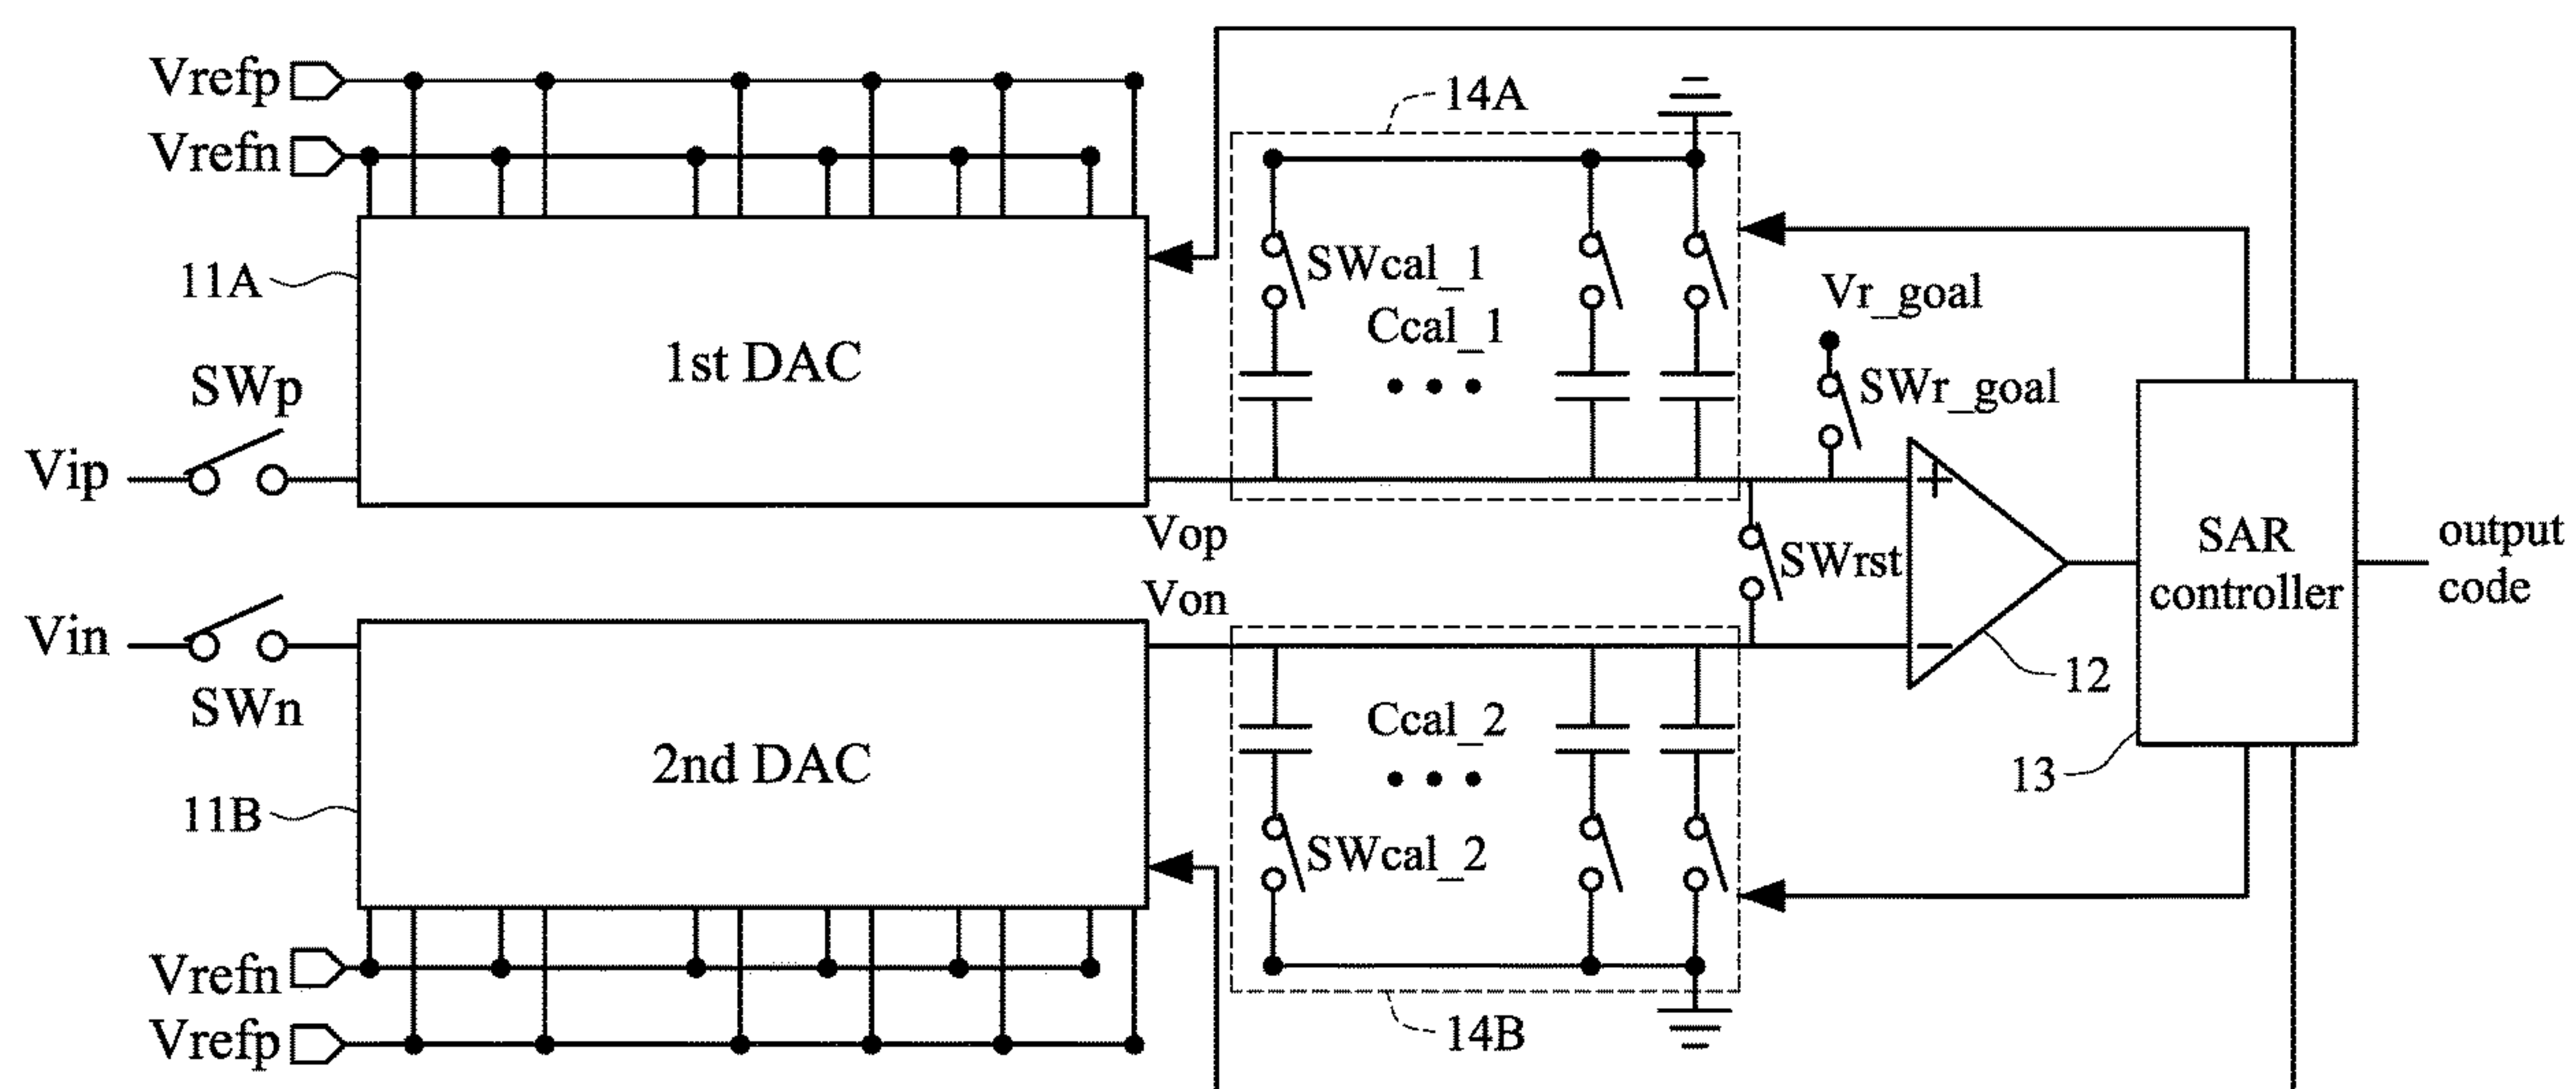 Vrefp
Vrefn
14A
11A
SWcal_1
Ccal_1
Vr_goal
SWr_goal
1st DAC
SWp
Vip
Vop
SWrst
+
SAR
controller
output
code
Von
Vin
SWn
−
12
13
2nd DAC
11B
Ccal_2
SWcal_2
Vrefn
Vrefp
14B